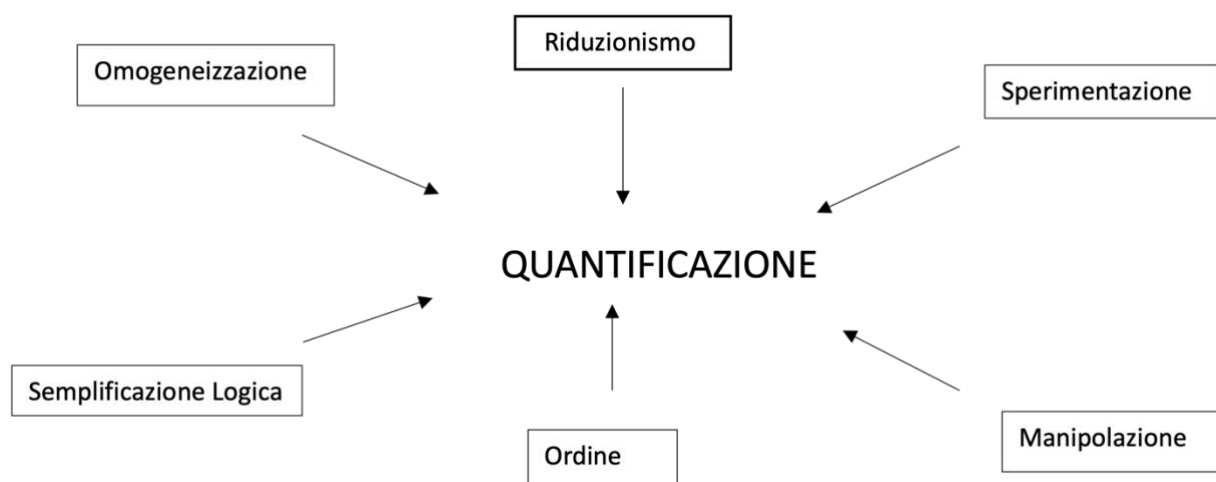 Riduzionismo
Omogeneizzazione
Sperimentazione
QUANTIFICAZIONE
Semplificazione Logica
Manipolazione
Ordine